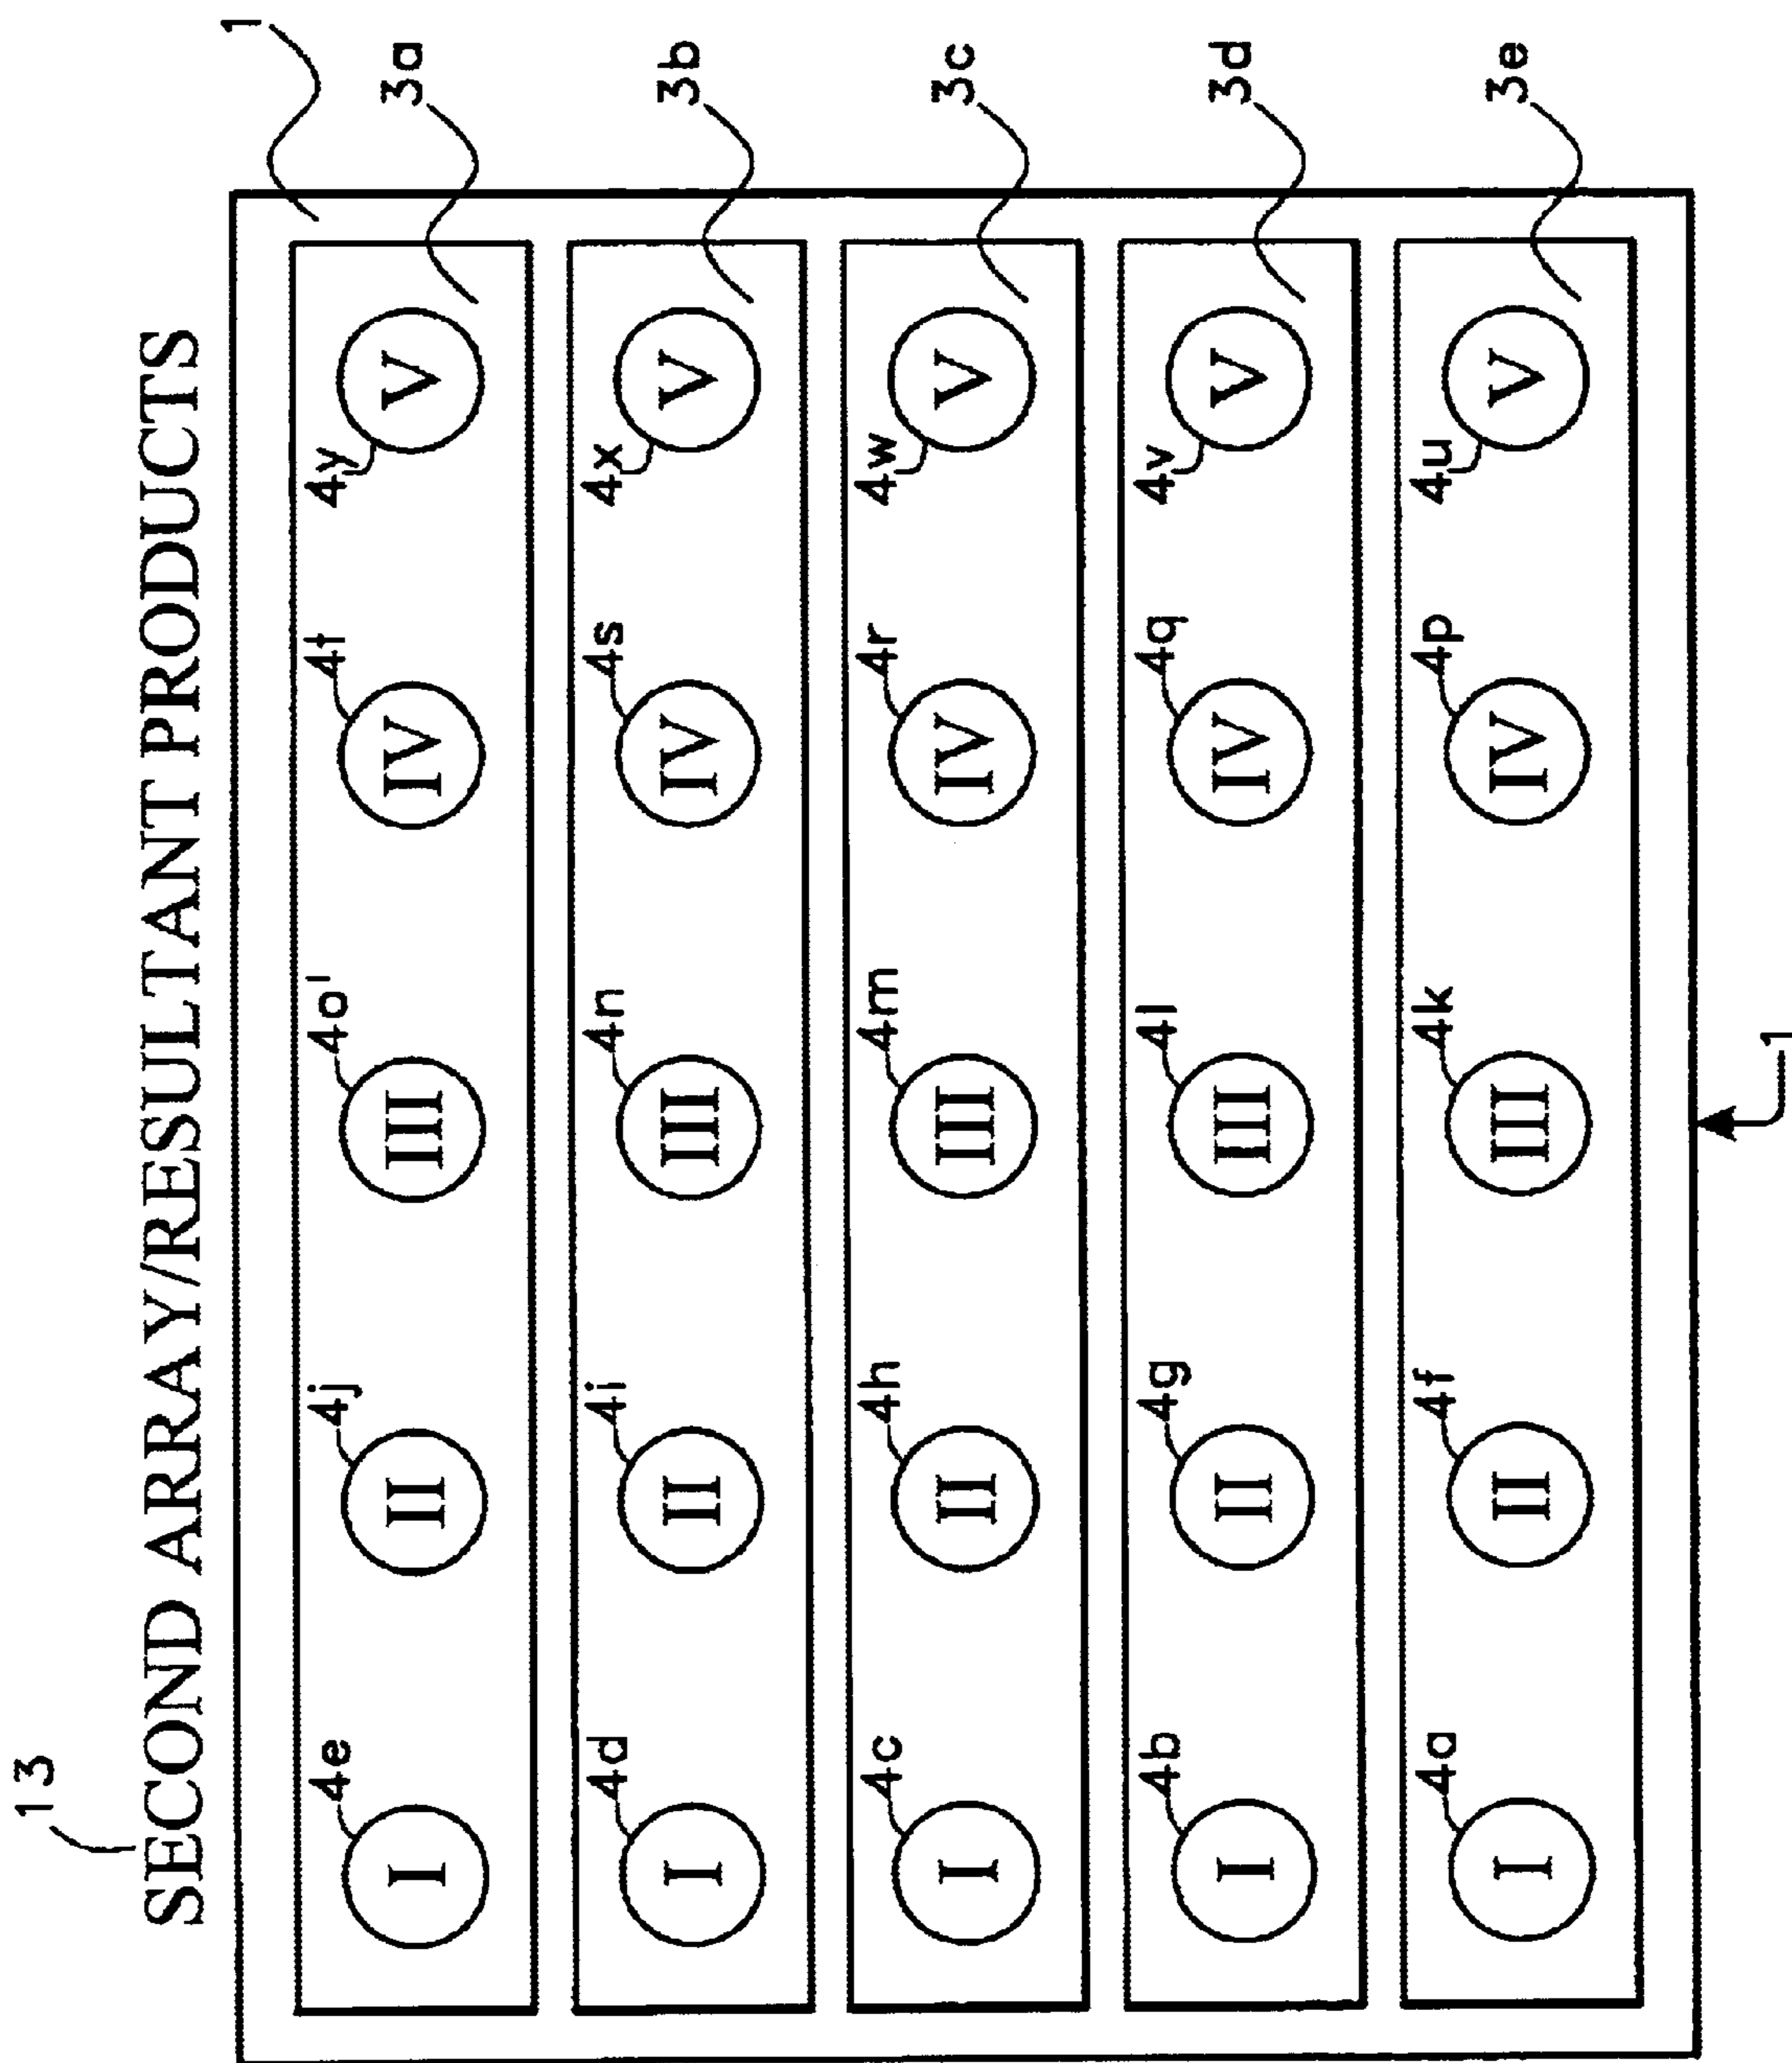 13
SECOND ARRAY/RESULTANT PRODUCTS
1
4e 4j 4o' 4t 4y 3a
I II III IV V
4d 4i 4n 4s 4x 3b
I II III IV V
4c 4h 4m 4r 4w 3c
I II III IV V
4b 4g 4l 4q 4v 3d
I II III IV V
4a 4f 4k 4p 4u 3e
I II III IV V
1